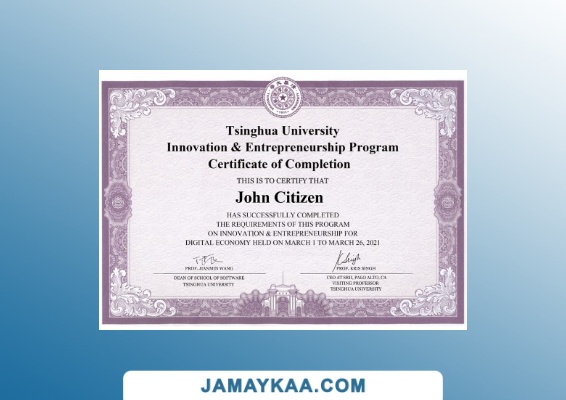 Tsinghua University
Innovation & Entrepreneurship Program
Certificate of Completion
THIS IS TO CERTIFY THAT
John Citizen
HAS SUCCESSFULLY COMPLETED
THE REQUIREMENTS OF THIS PROGRAM
ON INNOVATION & ENTREPRENEURSHIP FOR
DIGITAL ECONOMY HELD ON MARCH 1 TO MARCH 26, 2021
PROF. JIANMIN WANG
DEAN OF SCHOOL OF SOFTWARE
TSINGHUA UNIVERSITY
PROF. KRIS SINGH
CEO AT SRII, PALO ALTO, CA
VISITING PROFESSOR
TSINGHUA UNIVERSITY
JAMAYKAA.COM